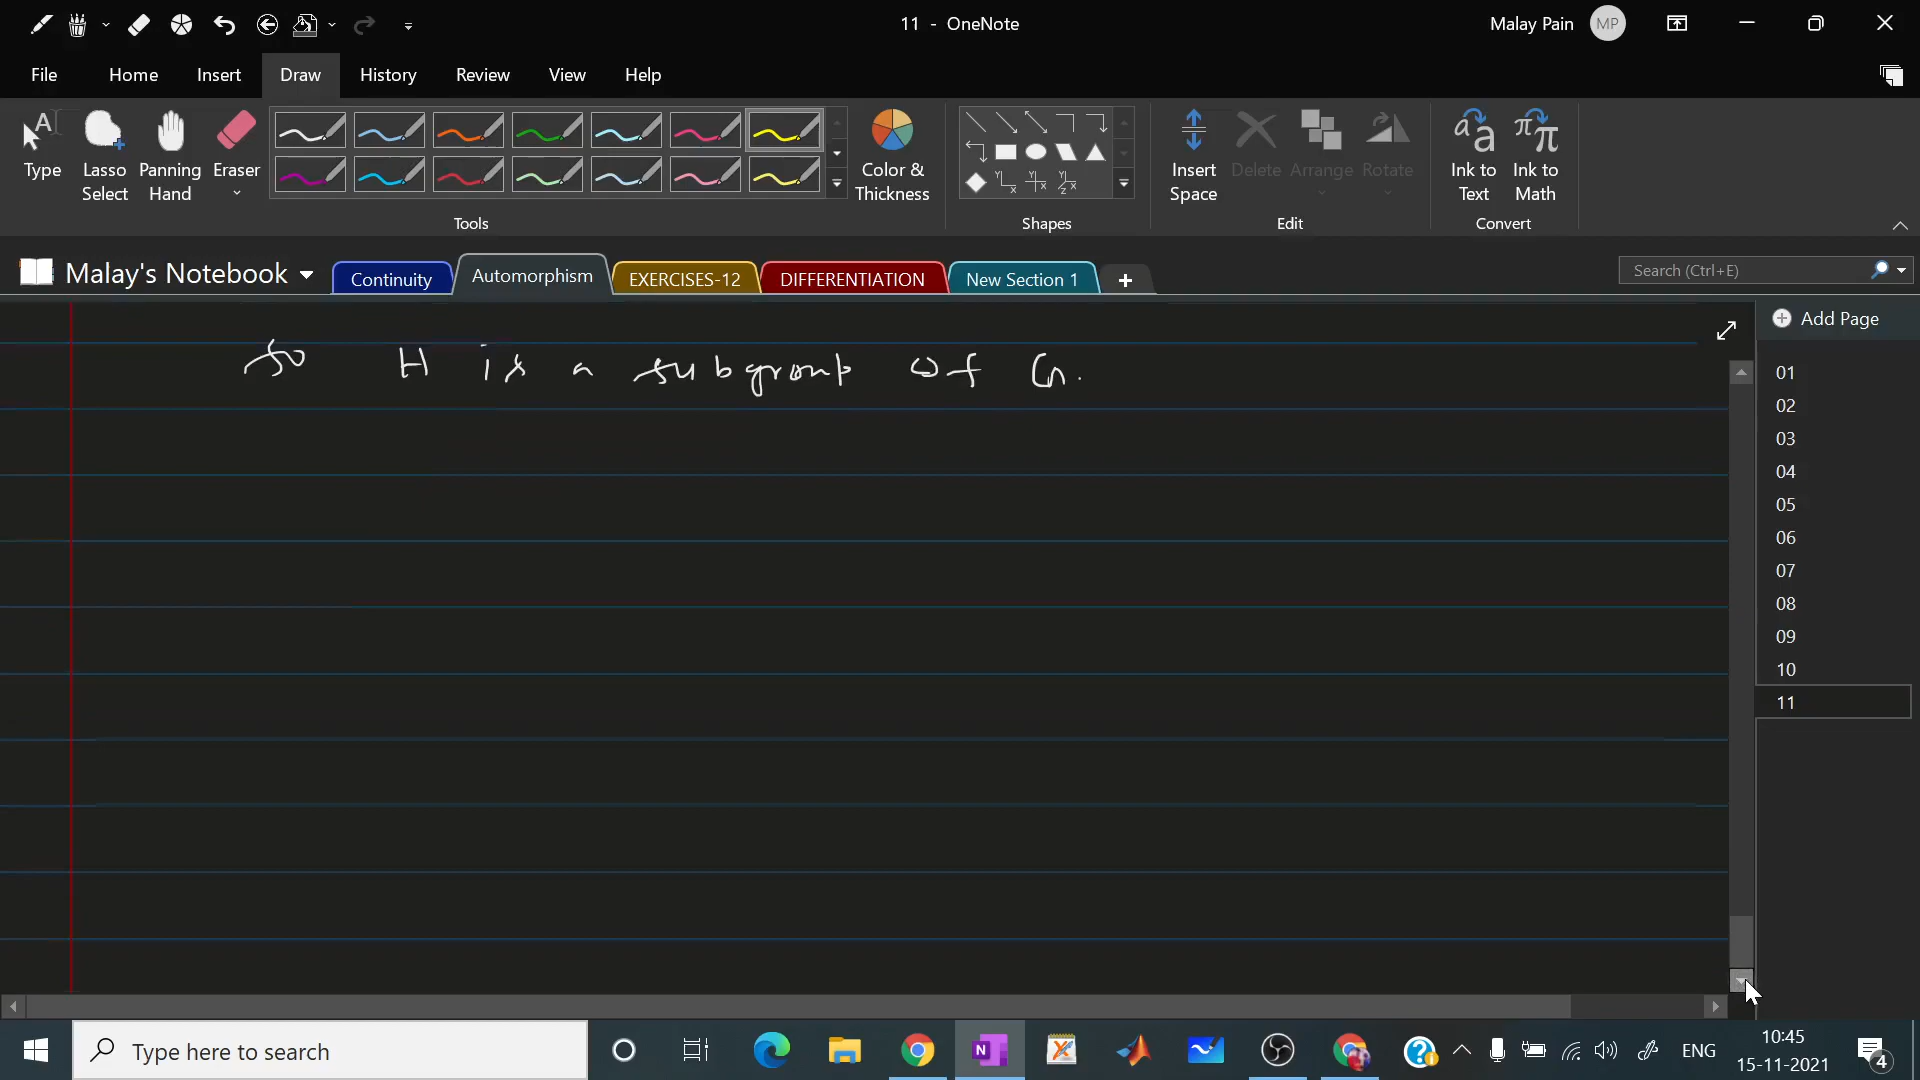 11 - OneNote
Malay Pain
MP
File
Home
Insert
Draw
History
Review
View
Help
Type
Lasso
Select
Panning
Hand
Eraser
Color &
Thickness
Insert
Space
Delete
Arrange
Rotate
Ink to
Text
Ink to
Math
Tools
Shapes
Edit
Convert
Malay's Notebook
Continuity
Automorphism
EXERCISES-12
DIFFERENTIATION
New Section 1
Search (Ctrl+E)
So H is a subgroup of G.
Add Page
01
02
03
04
05
06
07
08
09
10
11
Type here to search
ENG
10:45
15-11-2021
4